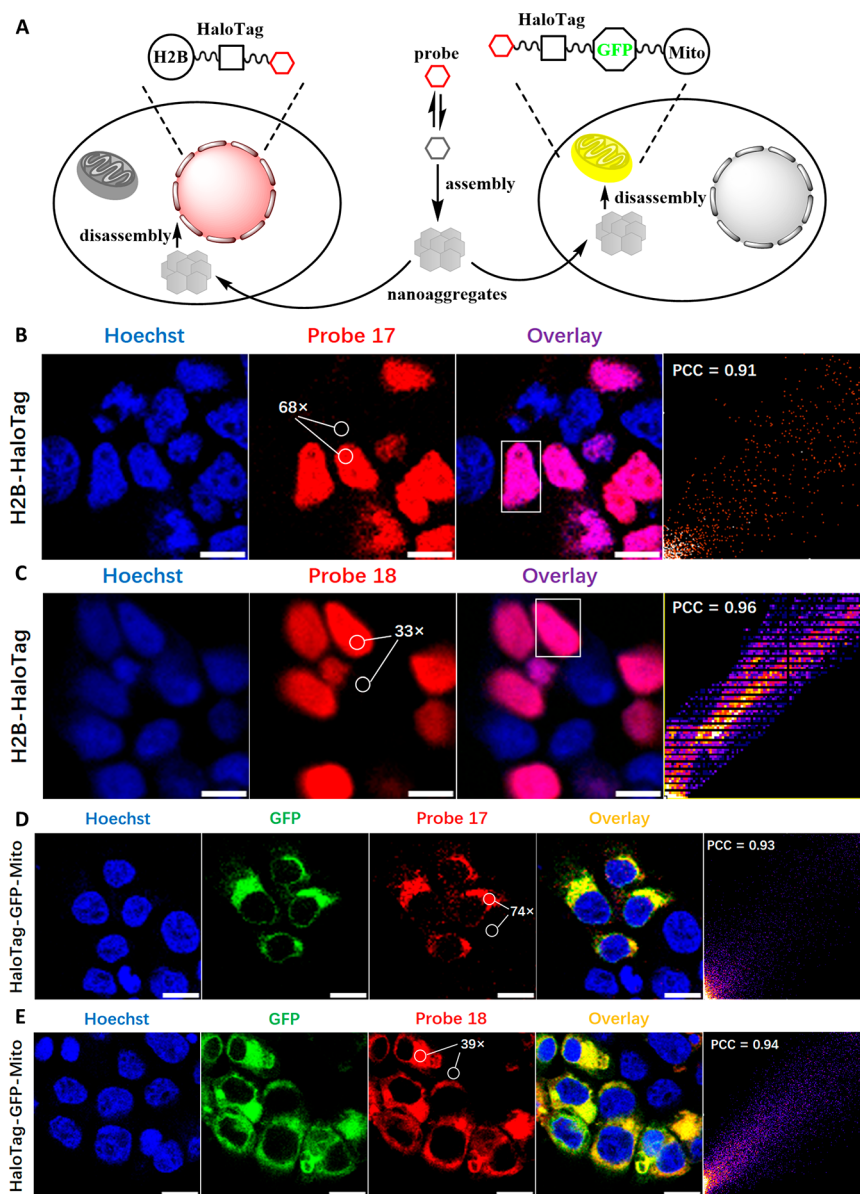 A
HaloTag
H2B
probe
HaloTag
GFP
Mito
assembly
disassembly
disassembly
nanoaggregates
B
Hoechst
Probe 17
Overlay
H2B-HaloTag
68×
PCC = 0.91
C
Hoechst
Probe 18
Overlay
H2B-HaloTag
33×
PCC = 0.96
D
Hoechst
GFP
Probe 17
Overlay
HaloTag-GFP-Mito
74×
PCC = 0.93
E
Hoechst
GFP
Probe 18
Overlay
HaloTag-GFP-Mito
39×
PCC = 0.94